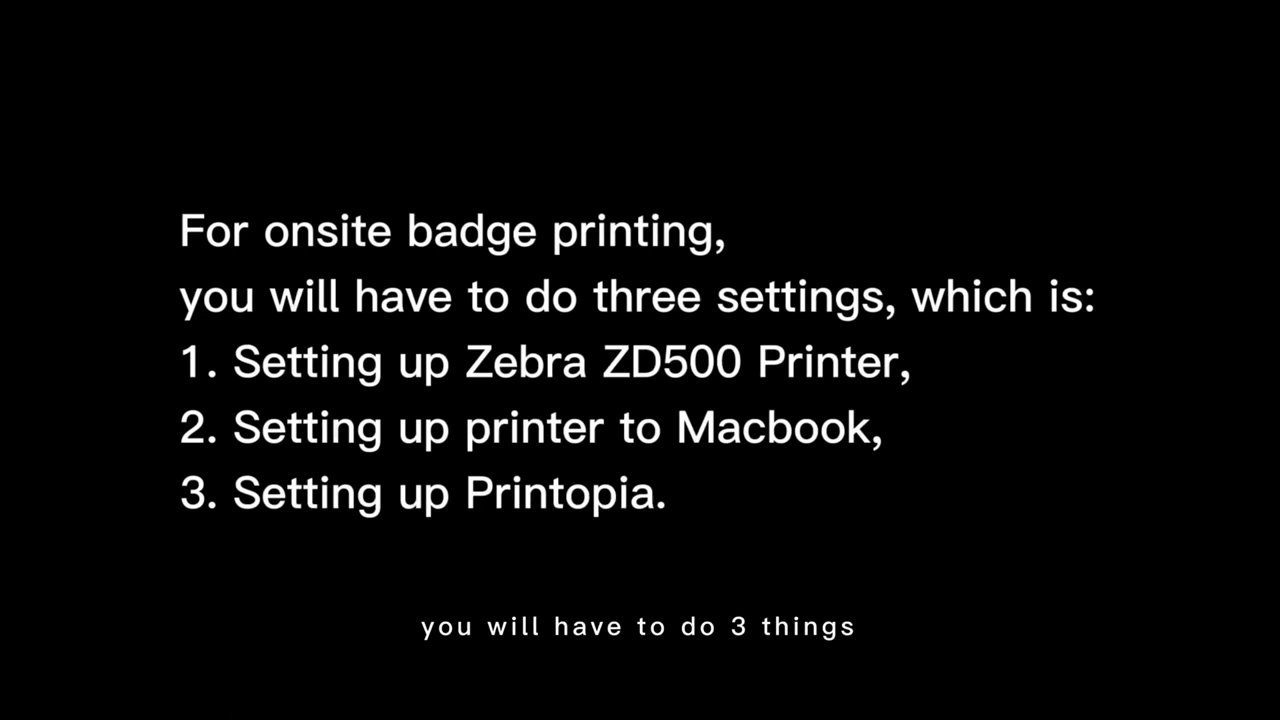 For onsite badge printing,
you will have to do three settings, which is:
1. Setting up Zebra ZD500 Printer,
2. Setting up printer to Macbook,
3. Setting up Printopia.
you will have to do 3 things